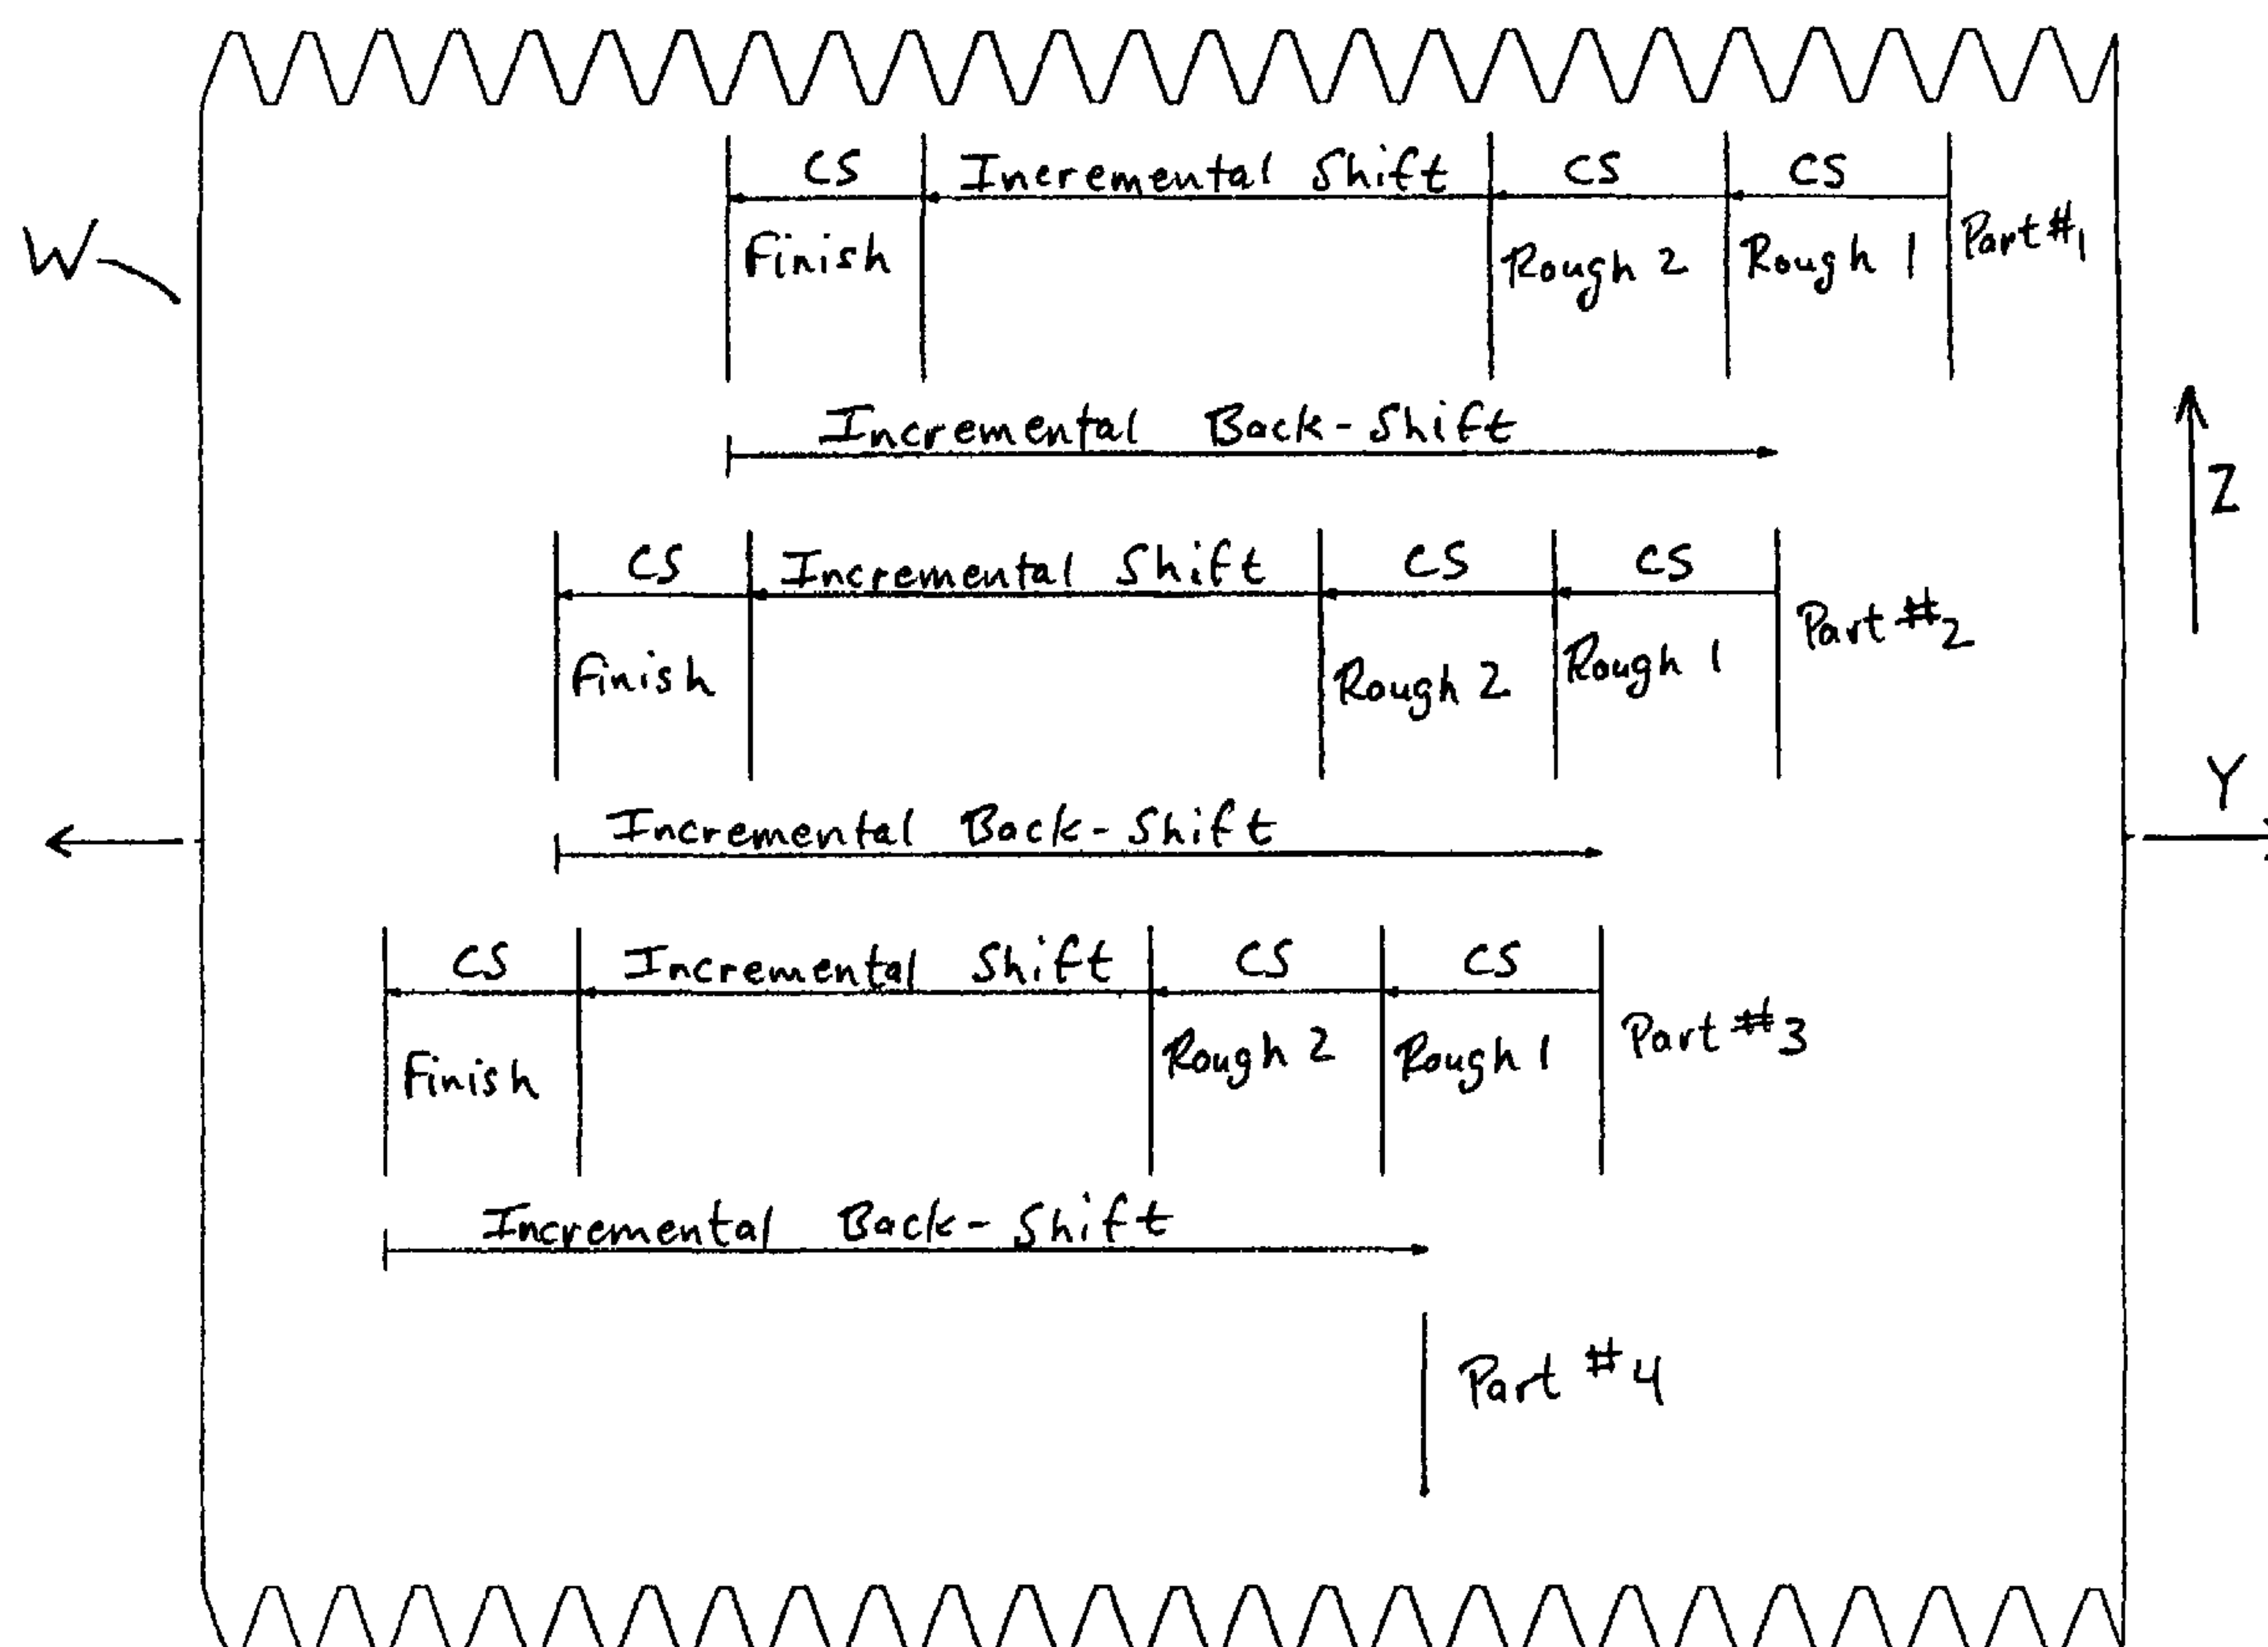 CS Incremental Shift CS CS
W
Finish Rough 2 Rough 1 Part #1
Incremental Back-Shift
Z
CS Incremental Shift CS CS
Finish Rough 2 Rough 1 Part #2
Y
Incremental Back-Shift
CS Incremental Shift CS CS
Finish Rough 2 Rough 1 Part #3
Incremental Back-Shift
Part #4